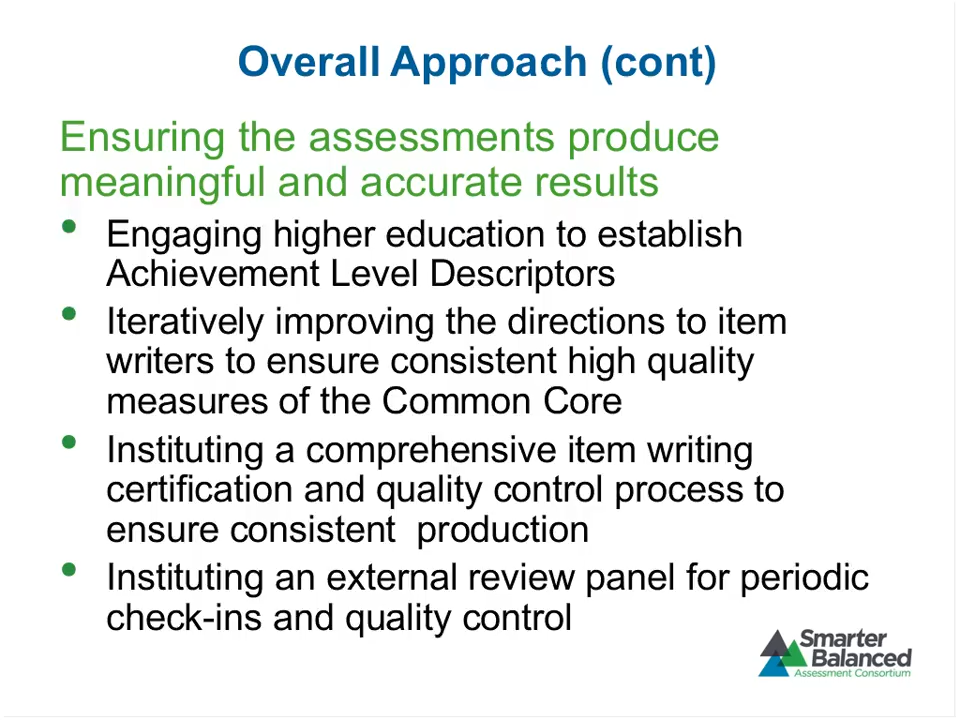 Overall Approach (cont)
Ensuring the assessments produce
meaningful and accurate results
• Engaging higher education to establish
Achievement Level Descriptors
• Iteratively improving the directions to item
writers to ensure consistent high quality
measures of the Common Core
• Instituting a comprehensive item writing
certification and quality control process to
ensure consistent  production
• Instituting an external review panel for periodic
check-ins and quality control
Smarter
Balanced
Assessment Consortium